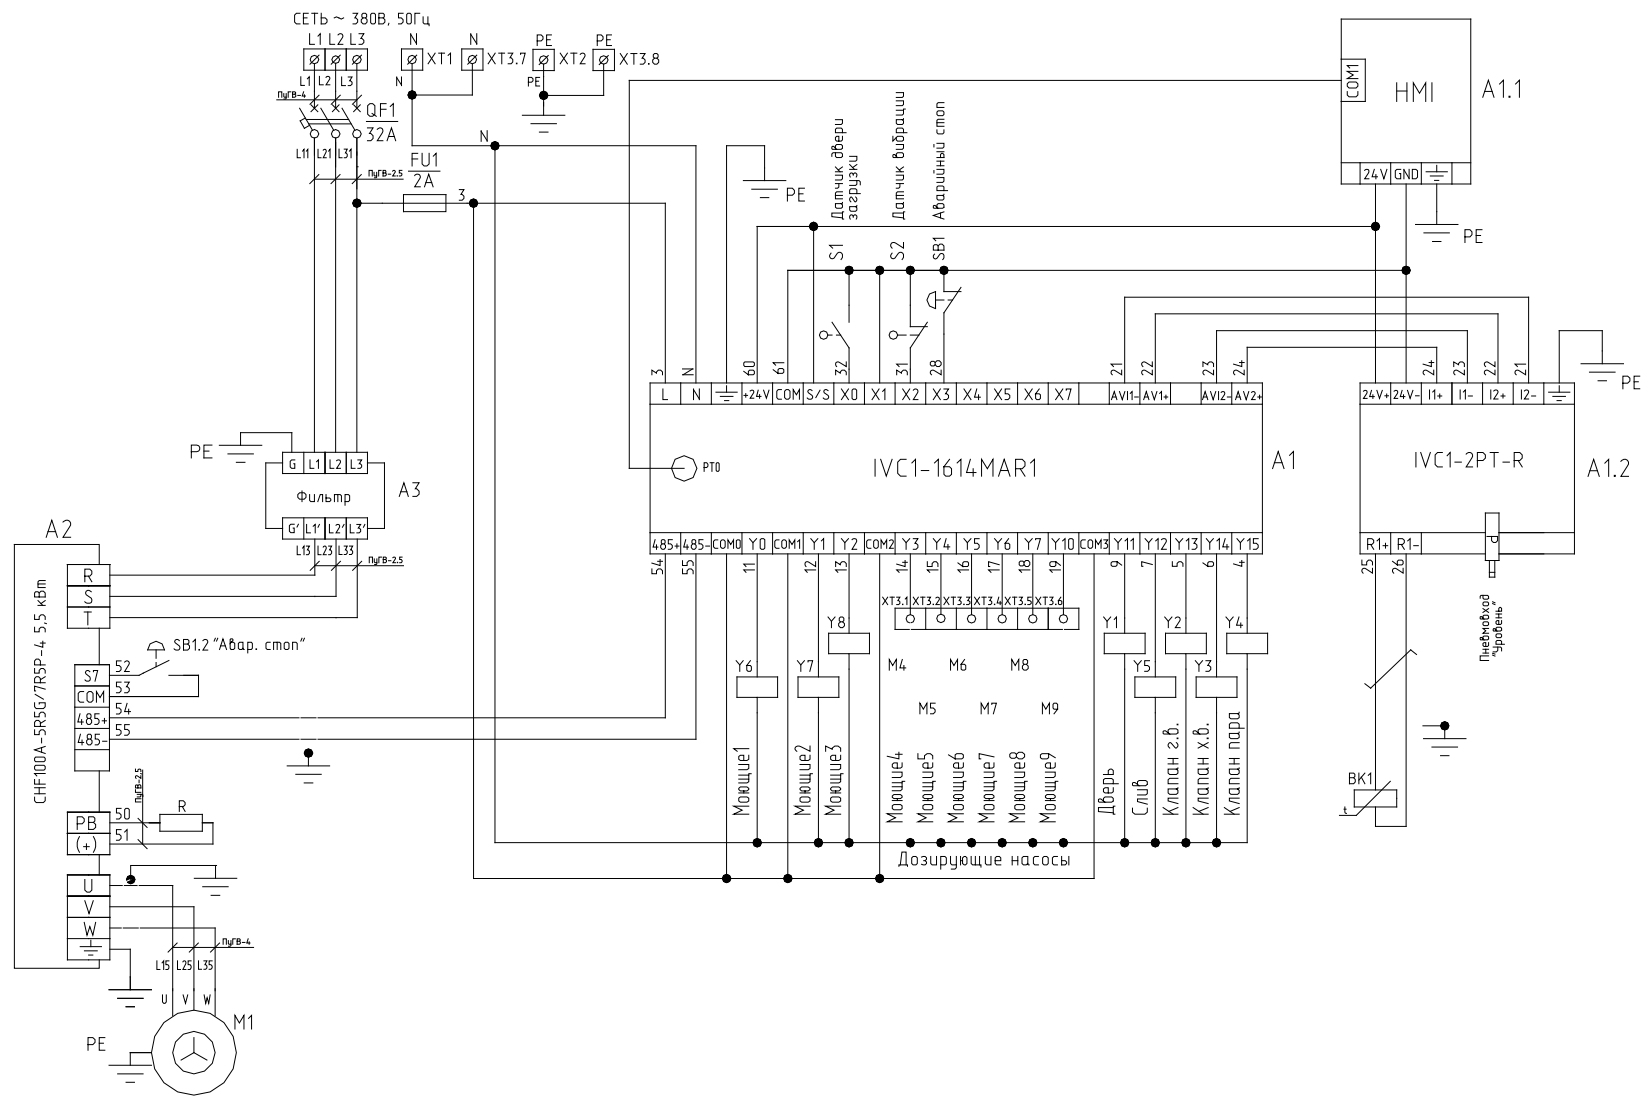 СЕТЬ ~ 380В, 50Гц
L1 L2 L3
N
N
PE
PE
XT1
XT3.7
XT2
XT3.8
L1 L2 L3
N
PE
ПуГВ-4
QF1
32A
L11 L21 L31
ПуГВ-2.5
FU1
2A
3
N
PE
Датчик двери
загрузки
Датчик вибрации
Аварийный стоп
S1
S2
SB1
COM1
HMI
A1.1
24V GND
PE
3
N
60
61
32
31
28
21
22
23
24
24
23
22
21
PE
L N +24V COM S/S X0 X1 X2 X3 X4 X5 X6 X7 AVI1- AV1+ AVI2- AV2+
PT0
IVC1-1614MAR1
A1
485+ 485- COM0 Y0 COM1 Y1 Y2 COM2 Y3 Y4 Y5 Y6 Y7 Y10 COM3 Y11 Y12 Y13 Y14 Y15
24V+ 24V- I1+ I1- I2+ I2-
IVC1-2PT-R
A1.2
R1+ R1-
P
25
26
Пневмовход
"Уровень"
BK1
t
54
55
11
12
13
14
15
16
17
18
19
9
7
5
6
4
XT3.1 XT3.2 XT3.3 XT3.4 XT3.5 XT3.6
Y8
Y6
Y7
Y1
Y2
Y4
Y5
Y3
M4
M6
M8
M5
M7
M9
Моющие1
Моющие2
Моющие3
Моющие4
Моющие5
Моющие6
Моющие7
Моющие8
Моющие9
Дверь
Слив
Клапан г.в.
Клапан х.в.
Клапан пара
Дозирующие насосы
PE
G L1 L2 L3
Фильтр
A3
G' L1' L2' L3'
L13 L23 L33
ПуГВ-2.5
A2
CHF100A-5R5G/7R5P-4 5,5 кВт
R
S
T
SB1.2 "Авар. стоп"
S7
52
COM
53
485+
54
485-
55
ПуГВ-2.5
PB
50
R
(+)
51
U
V
W
ПуГВ-4
L15 L25 L35
U V W
M1
PE